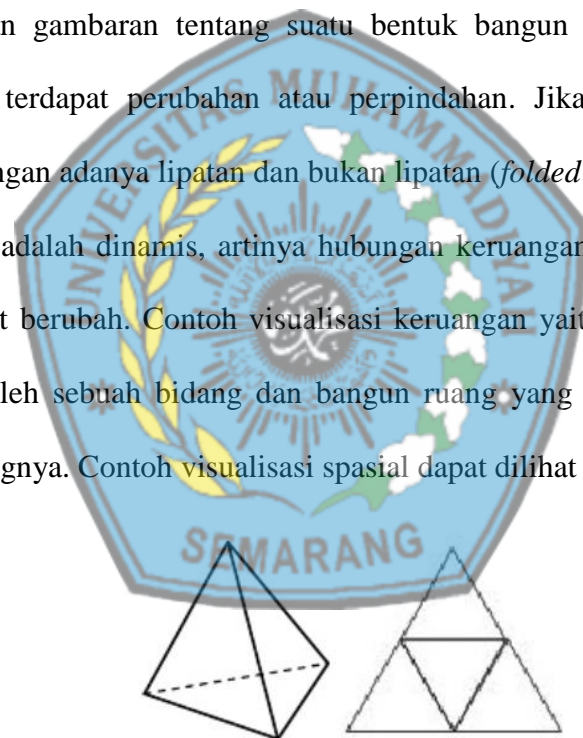 n gambaran tentang suatu bentuk bangun
terdapat perubahan atau perpindahan. Jika
ngan adanya lipatan dan bukan lipatan (folded
adalah dinamis, artinya hubungan keruangan
t berubah. Contoh visualisasi keruangan yait
leh sebuah bidang dan bangun ruang yang
gnya. Contoh visualisasi spasial dapat dilihat
UNIVERSITAS MUHAMMADIYAH
SEMARANG